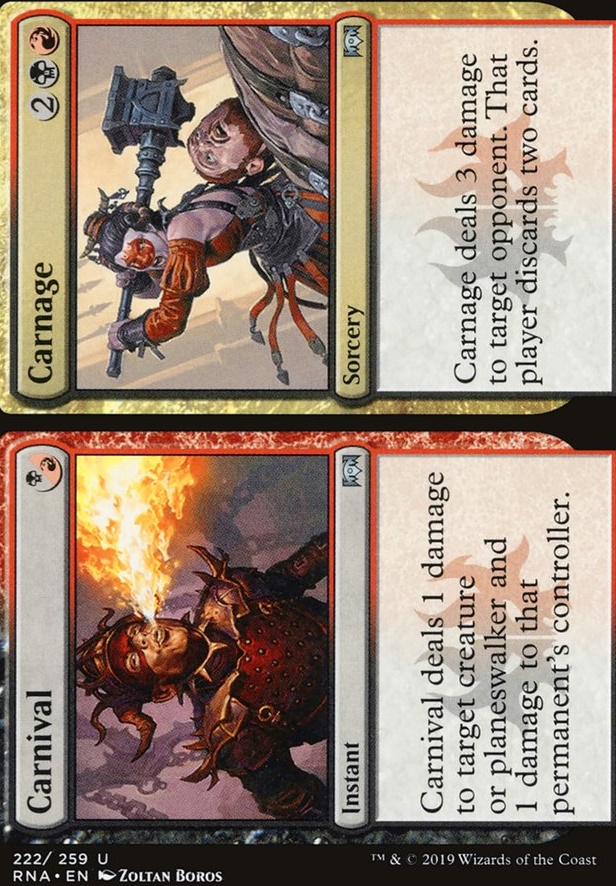 Carnival
Instant
Carnival deals 1 damage
to target creature
or planeswalker and
1 damage to that
permanent's controller.
Carnage
2
Sorcery
Carnage deals 3 damage
to target opponent. That
player discards two cards.
222/ 259 U
RNA • EN ZOLTAN BOROS
™ & © 2019 Wizards of the Coast